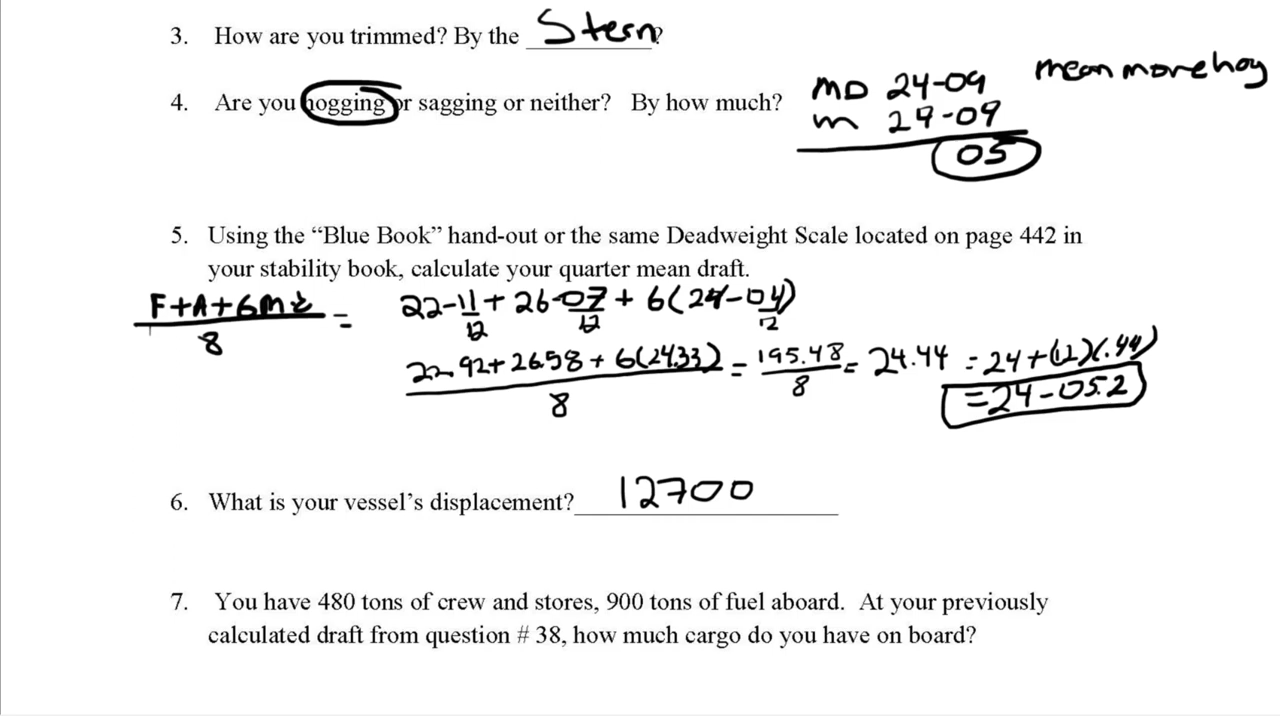 3. How are you trimmed? By the Stern?
mean more hog
MD 24-09
4. Are you hogging or sagging or neither? By how much?
m 24-09
05
5. Using the “Blue Book” hand-out or the same Deadweight Scale located on page 442 in
your stability book, calculate your quarter mean draft.
F+A+6M / 8 = 22-11/12 + 26-07/12 + 6(24-04/12)
22.92+26.58+6(24.33) / 8 = 195.48 / 8 = 24.44 = 24+(12)(.44)
=24-05.2
6. What is your vessel’s displacement? 12700
7. You have 480 tons of crew and stores, 900 tons of fuel aboard. At your previously
calculated draft from question # 38, how much cargo do you have on board?